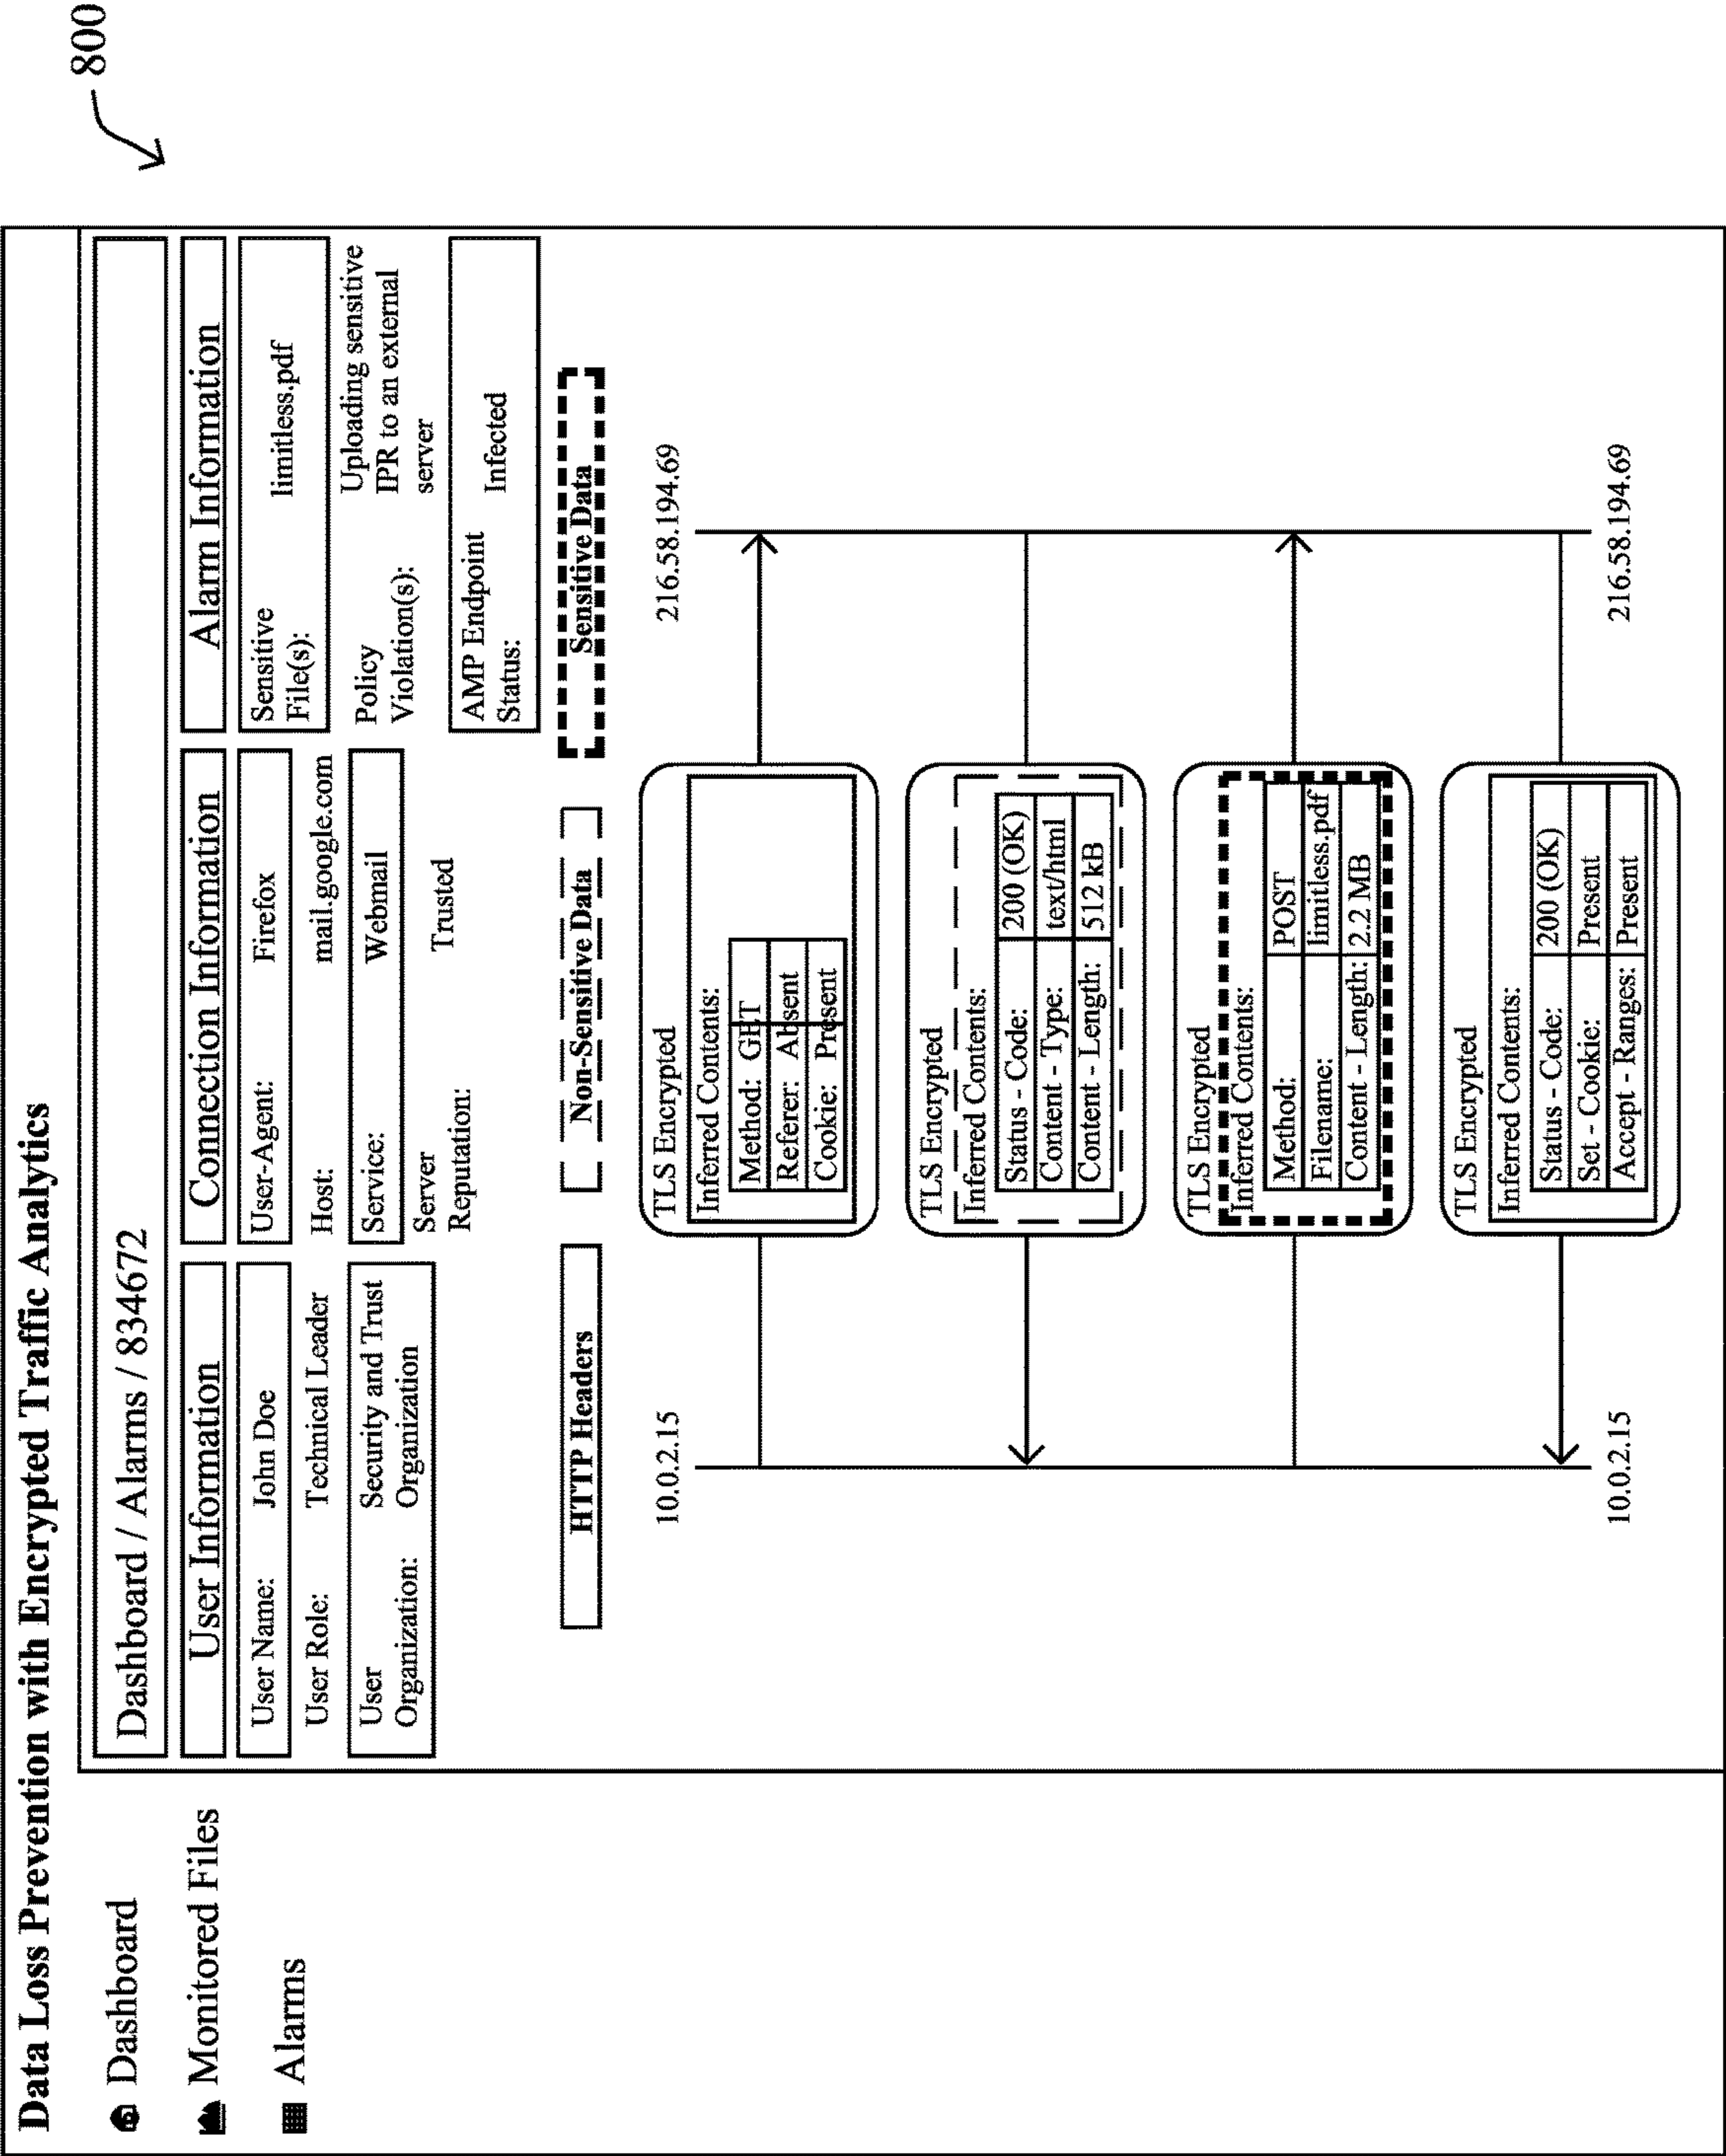 800
Data Loss Prevention with Encrypted Traffic Analytics
Dashboard
Monitored Files
Alarms
Dashboard / Alarms / 834672
User Information
User Name: John Doe
User Role: Technical Leader
User Organization: Security and Trust Organization
Connection Information
User-Agent: Firefox
Host: mail.google.com
Service: Webmail
Server Reputation: Trusted
Alarm Information
Sensitive File(s): limitless.pdf
Policy Violation(s): Uploading sensitive IPR to an external server
AMP Endpoint Status: Infected
HTTP Headers
Non-Sensitive Data
Sensitive Data
10.0.2.15
216.58.194.69
TLS Encrypted
Inferred Contents:
Method: GET
Referer: Absent
Cookie: Present
TLS Encrypted
Inferred Contents:
Status - Code: 200 (OK)
Content - Type: text/html
Content - Length: 512 kB
TLS Encrypted
Inferred Contents:
Method: POST
Filename: limitless.pdf
Content - Length: 2.2 MB
TLS Encrypted
Inferred Contents:
Status - Code: 200 (OK)
Set - Cookie: Present
Accept - Ranges: Present
10.0.2.15
216.58.194.69